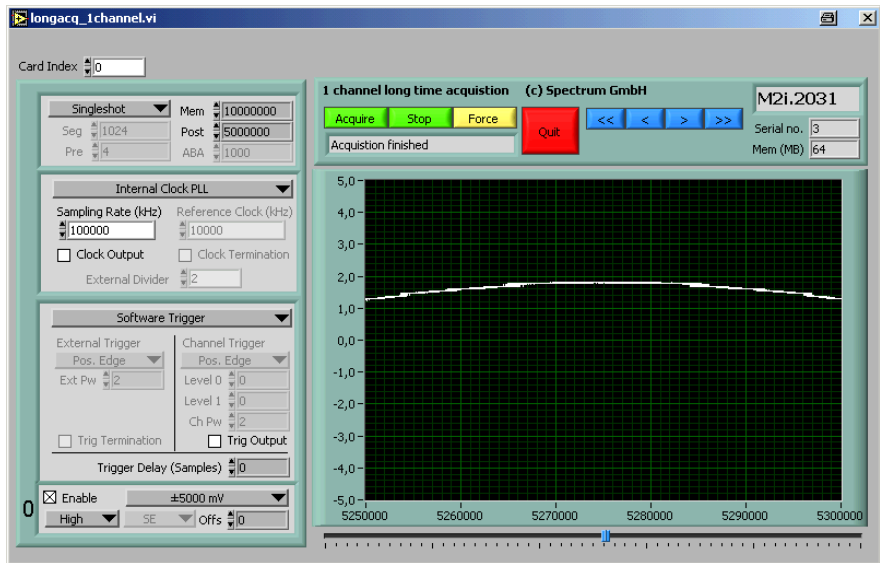 longacq_1channel.vi
Card Index 0
Singleshot Mem 10000000
Seg 1024 Post 5000000
Pre 4 ABA 1000
Internal Clock PLL
Sampling Rate (kHz) Reference Clock (kHz)
100000 10000
Clock Output Clock Termination
External Divider 2
Software Trigger
External Trigger Channel Trigger
Pos. Edge Pos. Edge
Ext Pw 2 Level 0 0
Level 1 0
Ch Pw 2
Trig Termination Trig Output
Trigger Delay (Samples) 0
0
Enable ±5000 mV
High SE Offs 0
1 channel long time acquistion (c) Spectrum GmbH
Acquire Stop Force
Acquistion finished
Quit
<< < > >>
M2i.2031
Serial no. 3
Mem (MB) 64
5,0
4,0
3,0
2,0
1,0
0,0
-1,0
-2,0
-3,0
-4,0
-5,0
5250000 5260000 5270000 5280000 5290000 5300000